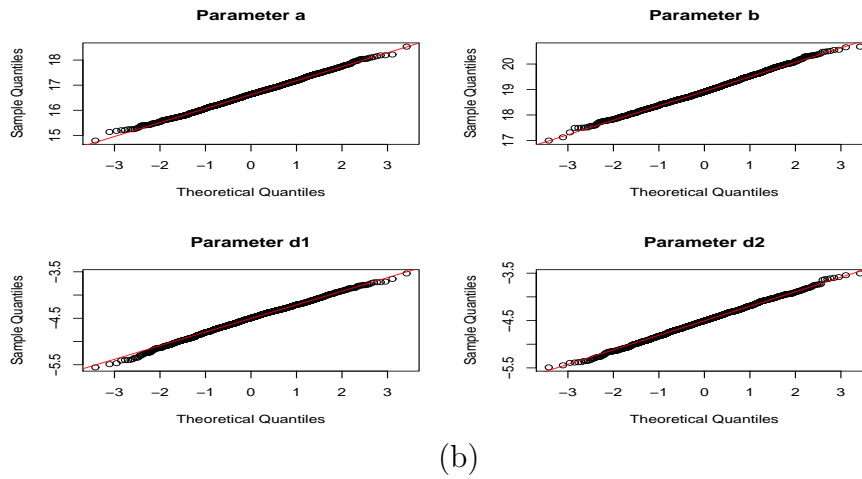 Parameter a
Sample Quantiles
15 16 17 18
−3 −2 −1 0 1 2 3
Theoretical Quantiles
Parameter b
Sample Quantiles
17 18 19 20
−3 −2 −1 0 1 2 3
Theoretical Quantiles
Parameter d1
Sample Quantiles
−5.5 −4.5 −3.5
−3 −2 −1 0 1 2 3
Theoretical Quantiles
Parameter d2
Sample Quantiles
−5.5 −4.5 −3.5
−3 −2 −1 0 1 2 3
Theoretical Quantiles
(b)